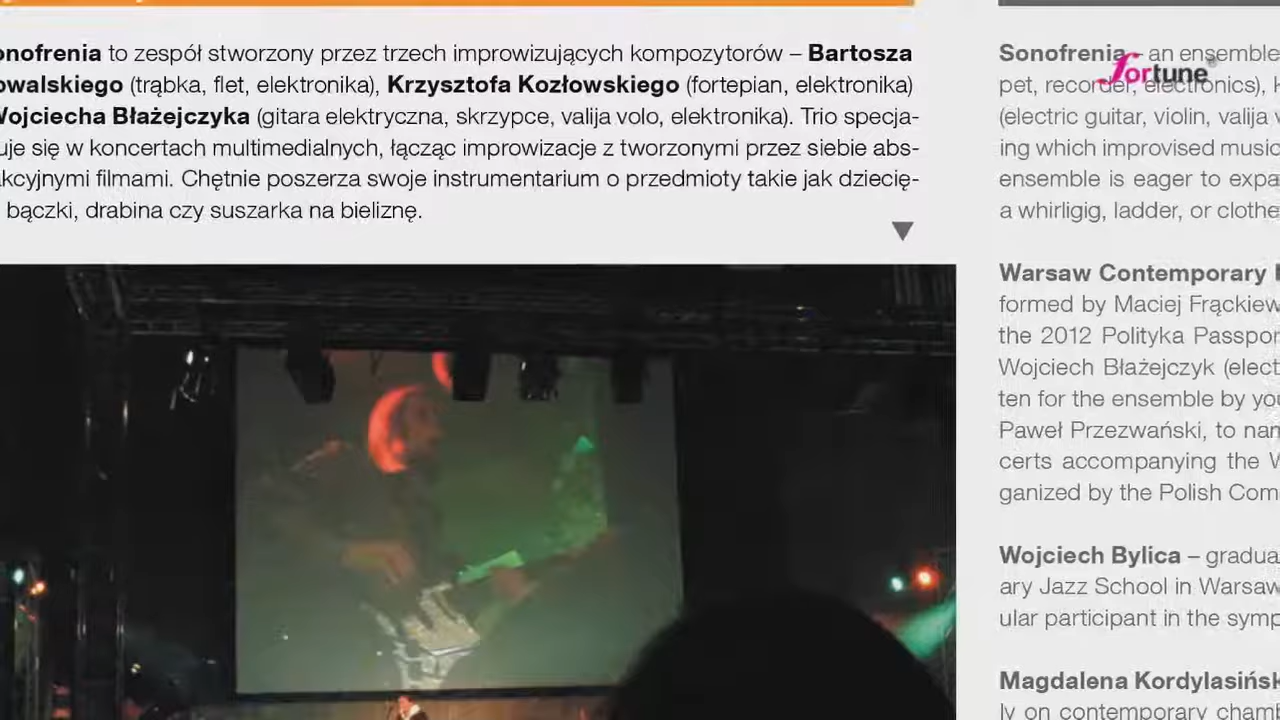 onofrenia to zespół stworzony przez trzech improwizujących kompozytorów – Bartosza
owalskiego (trąbka, flet, elektronika), Krzysztofa Kozłowskiego (fortepian, elektronika)
Wojciecha Błażejczyka (gitara elektryczna, skrzypce, valija volo, elektronika). Trio specja-
uje się w koncertach multimedialnych, łącząc improwizacje z tworzonymi przez siebie abs-
akcyjnymi filmami. Chętnie poszerza swoje instrumentarium o przedmioty takie jak dziecię-
bączki, drabina czy suszarka na bieliznę.
Sonofrenia – an ensemble
pet, recorder, electronics), K
(electric guitar, violin, valija v
ing which improvised music
ensemble is eager to expa
a whirligig, ladder, or clothe
Warsaw Contemporary
formed by Maciej Frąckiew
the 2012 Polityka Passpor
Wojciech Błażejczyk (elect
ten for the ensemble by you
Paweł Przezwański, to nam
certs accompanying the W
ganized by the Polish Com
Wojciech Bylica – gradua
ary Jazz School in Warsaw
ular participant in the symp
Magdalena Kordylasińsk
ly on contemporary chamb
fortune